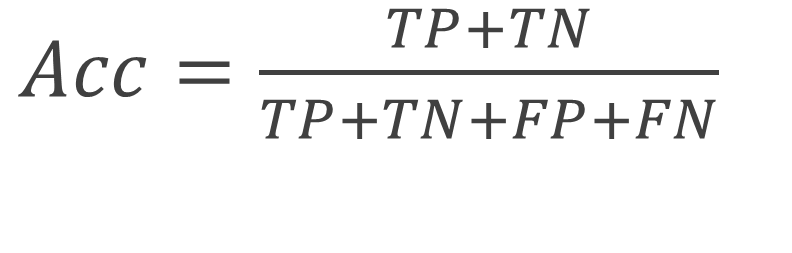 TP+TN
Acc =
TP+TN+FP+FN